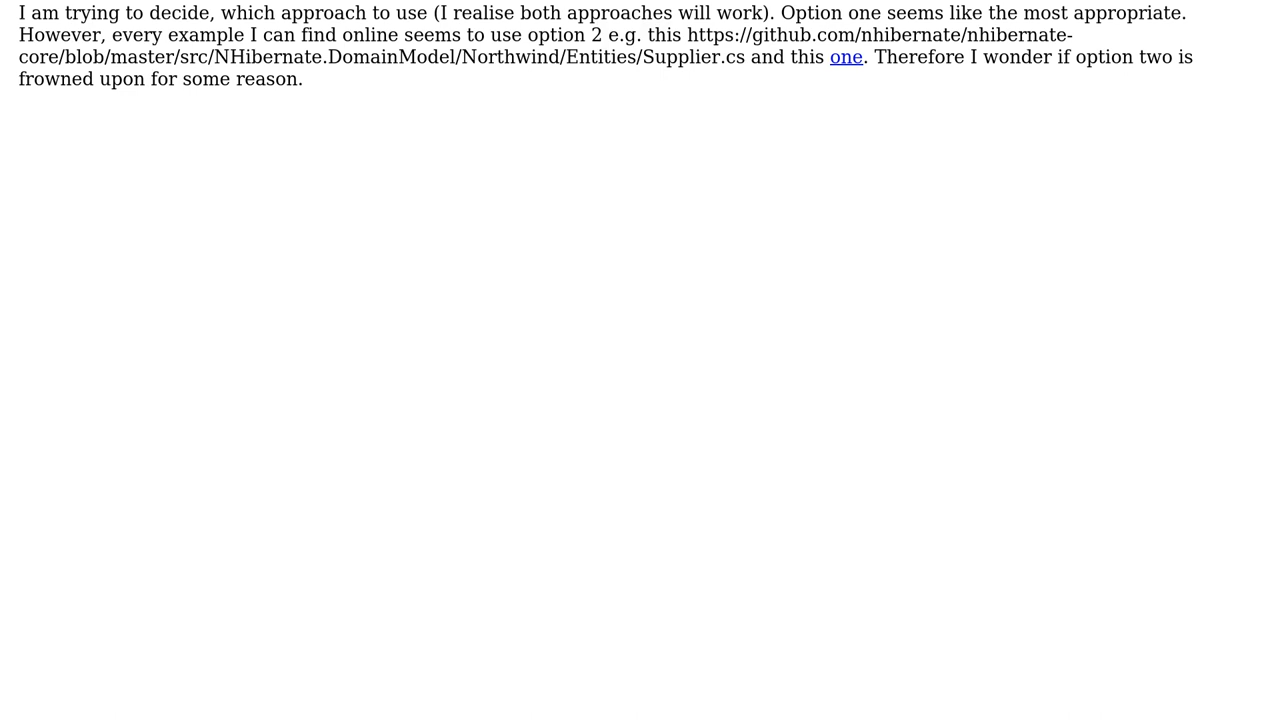 I am trying to decide, which approach to use (I realise both approaches will work). Option one seems like the most appropriate.
However, every example I can find online seems to use option 2 e.g. this https://github.com/nhibernate/nhibernate-
core/blob/master/src/NHibernate.DomainModel/Northwind/Entities/Supplier.cs and this one. Therefore I wonder if option two is
frowned upon for some reason.